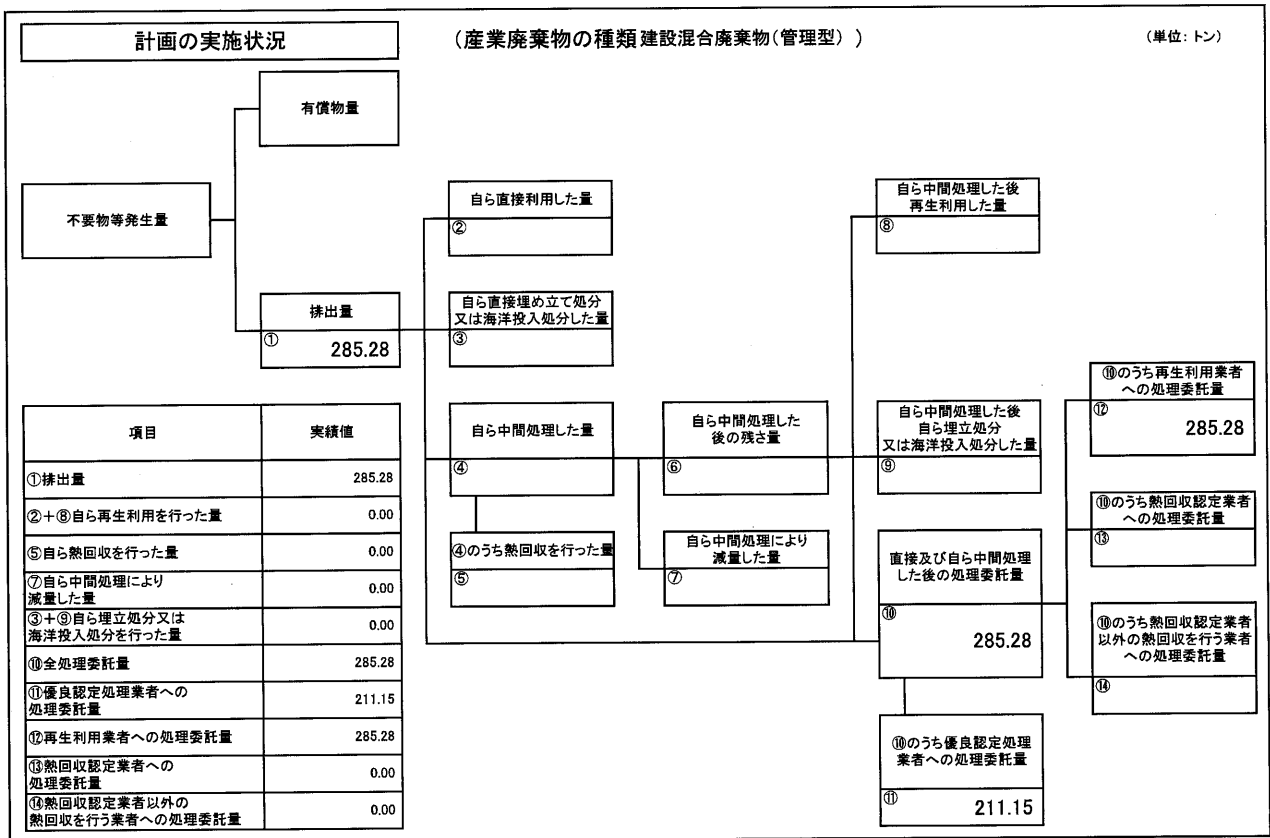 計画の実施状況
(産業廃棄物の種類 建設混合廃棄物(管理型) )
(単位:トン)
有償物量
不要物等発生量
排出量
① 285.28
自ら直接利用した量
②
自ら直接埋め立て処分
又は海洋投入処分した量
③
自ら中間処理した量
④
④のうち熱回収を行った量
⑤
自ら中間処理した
後の残さ量
⑥
自ら中間処理により
減量した量
⑦
自ら中間処理した後
再生利用した量
⑧
自ら中間処理した後
自ら埋立処分
又は海洋投入処分した量
⑨
直接及び自ら中間処理
した後の処理委託量
⑩
285.28
⑩のうち優良認定処理
業者への処理委託量
⑪ 211.15
⑩のうち再生利用業者
への処理委託量
⑫
285.28
⑩のうち熱回収認定業者
への処理委託量
⑬
⑩のうち熱回収認定業者
以外の熱回収を行う業者
への処理委託量
⑭
項目 実績値
①排出量 285.28
②+⑧自ら再生利用を行った量 0.00
⑤自ら熱回収を行った量 0.00
⑦自ら中間処理により
減量した量 0.00
③+⑨自ら埋立処分又は
海洋投入処分を行った量 0.00
⑩全処理委託量 285.28
⑪優良認定処理業者への
処理委託量 211.15
⑫再生利用業者への処理委託量 285.28
⑬熱回収認定業者への
処理委託量 0.00
⑭熱回収認定業者以外の
熱回収を行う業者への処理委託量 0.00